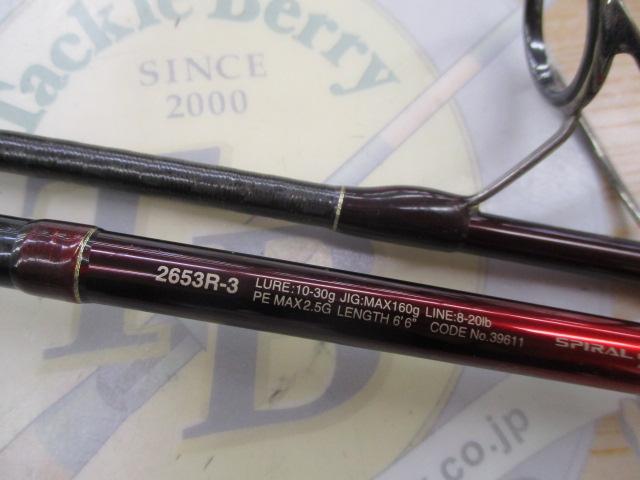 Tackle Berry
SINCE
2000
TB
2653R-3
LURE:10-30g JIG:MAX160g LINE:8-20lb
PE MAX2.5G LENGTH 6'6" CODE No.39611
SPIRAL
.co.jp